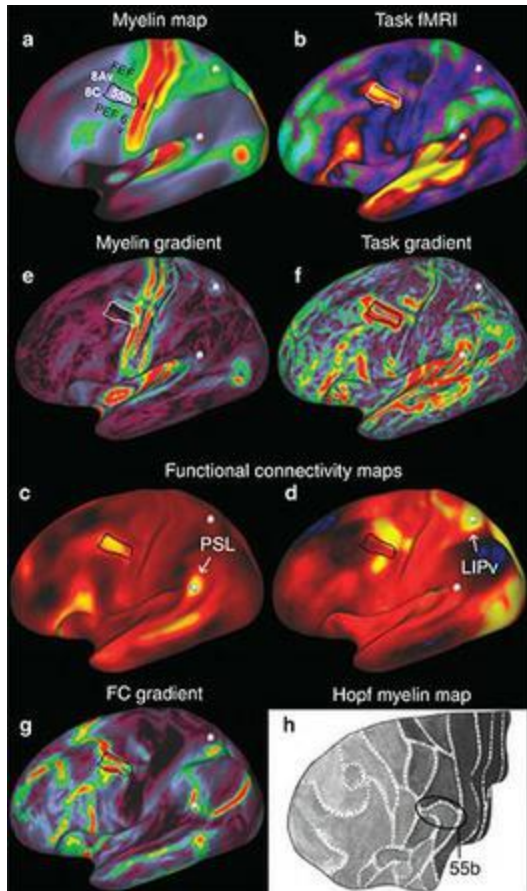 Myelin map
Task fMRI
a
b
FEF
8Av
8C
55b
4
PEF 6
v
Myelin gradient
Task gradient
e
f
Functional connectivity maps
c
d
PSL
LIPv
FC gradient
Hopf myelin map
g
h
55b